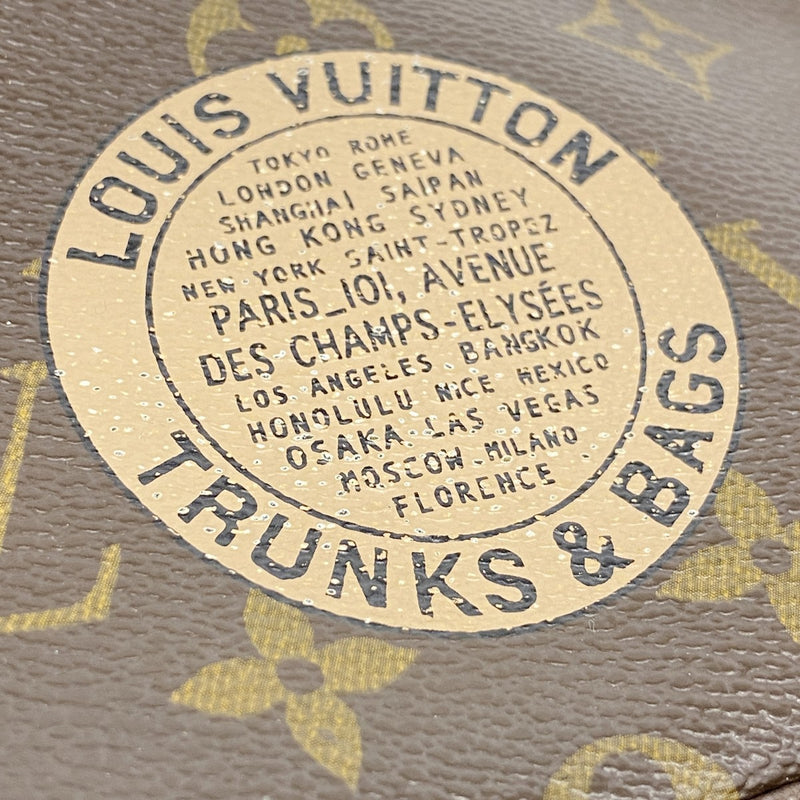 LOUIS VUITTON
TOKYO ROME
LONDON GENEVA
SHANGHAI SAIPAN
HONG KONG SYDNEY
NEW YORK SAINT-TROPEZ
PARIS_101, AVENUE
DES CHAMPS-ELYSÉES
LOS ANGELES BANGKOK
HONOLULU NICE MEXICO
OSAKA LAS VEGAS
MOSCOW MILANO
FLORENCE
TRUNKS & BAGS